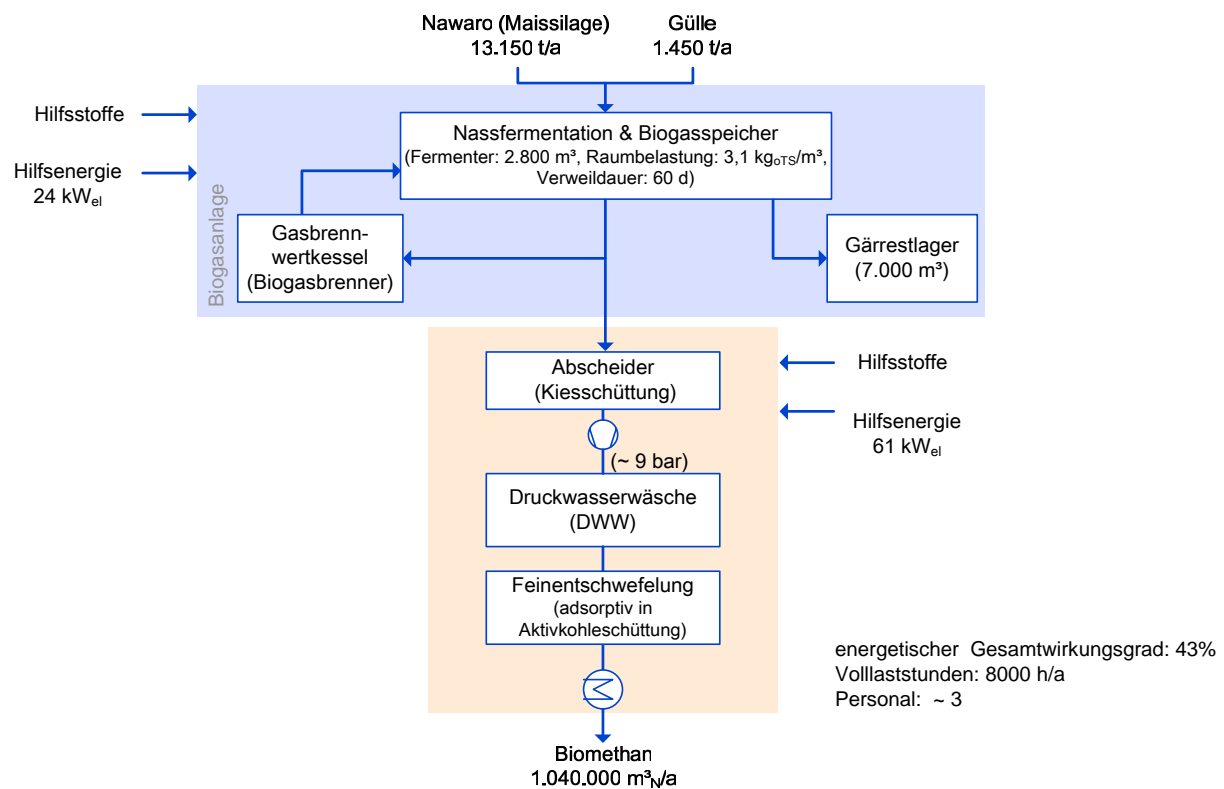 Nawaro (Maissilage)
13.150 t/a
Gülle
1.450 t/a
Hilfsstoffe
Hilfsenergie
24 kWel
Biogasanlage
Nassfermentation & Biogasspeicher
(Fermenter: 2.800 m³, Raumbelastung: 3,1 kgoTS/m³,
Verweildauer: 60 d)
Gasbrenn-
wertkessel
(Biogasbrenner)
Gärrestlager
(7.000 m³)
Abscheider
(Kiesschüttung)
Hilfsstoffe
Hilfsenergie
61 kWel
(~ 9 bar)
Druckwasserwäsche
(DWW)
Feinentschwefelung
(adsorptiv in
Aktivkohleschüttung)
energetischer Gesamtwirkungsgrad: 43%
Volllaststunden: 8000 h/a
Personal: ~ 3
Biomethan
1.040.000 m³N/a